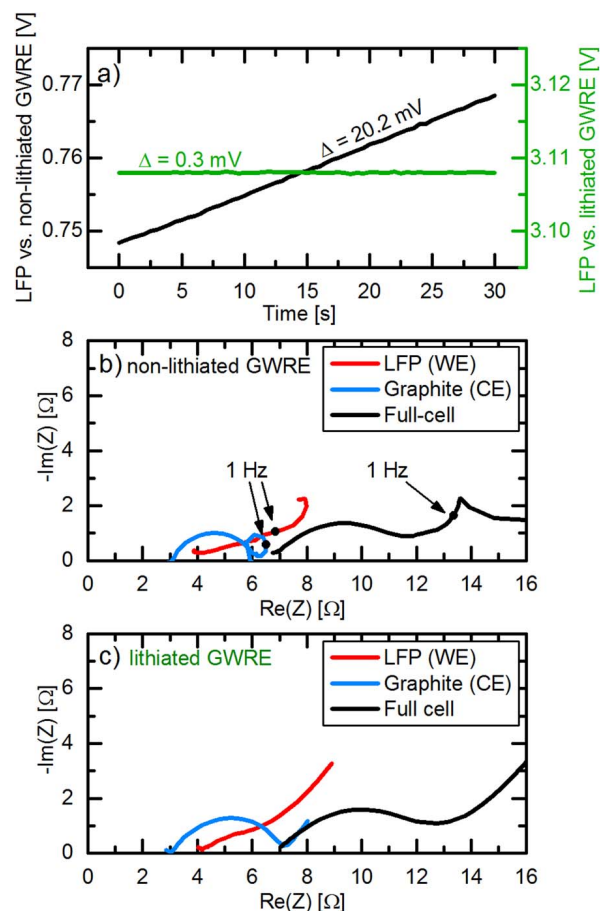 a)
LFP vs. non-lithiated GWRE [V]
0.77
0.76
0.75
Δ = 0.3 mV
Δ = 20.2 mV
3.12
3.11
3.10
LFP vs. lithiated GWRE [V]
0 5 10 15 20 25 30
Time [s]
b) non-lithiated GWRE
LFP (WE)
Graphite (CE)
Full-cell
1 Hz
1 Hz
-Im(Z) [Ω]
8
6
4
2
0
0 2 4 6 8 10 12 14 16
Re(Z) [Ω]
c) lithiated GWRE
LFP (WE)
Graphite (CE)
Full cell
-Im(Z) [Ω]
8
6
4
2
0
0 2 4 6 8 10 12 14 16
Re(Z) [Ω]